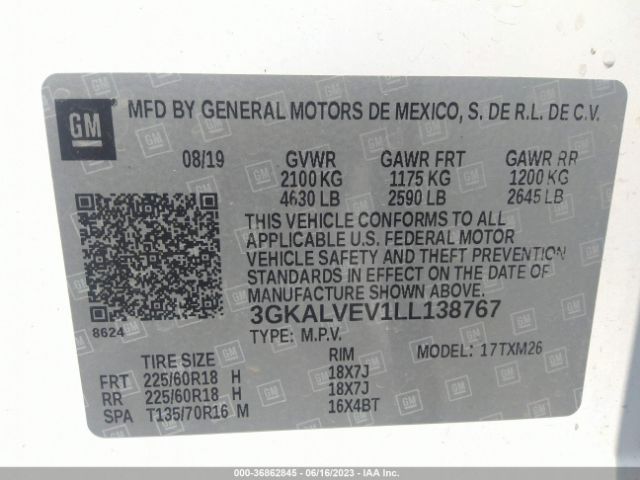 GM
MFD BY GENERAL MOTORS DE MEXICO, S. DE R.L. DE C.V.
08/19 GVWR GAWR FRT GAWR RR
2100 KG 1175 KG 1200 KG
4630 LB 2590 LB 2645 LB
THIS VEHICLE CONFORMS TO ALL
APPLICABLE U.S. FEDERAL MOTOR
VEHICLE SAFETY AND THEFT PREVENTION
STANDARDS IN EFFECT ON THE DATE OF
MANUFACTURE SHOWN ABOVE.
8624 3GKALVEV1LL138767
TYPE: M.P.V. MODEL: 17TXM26
TIRE SIZE RIM
FRT 225/60R18 H 18X7J
RR 225/60R18 H 18X7J
SPA T135/70R16 M 16X4BT
000-36862845 - 06/16/2023 - IAA Inc.